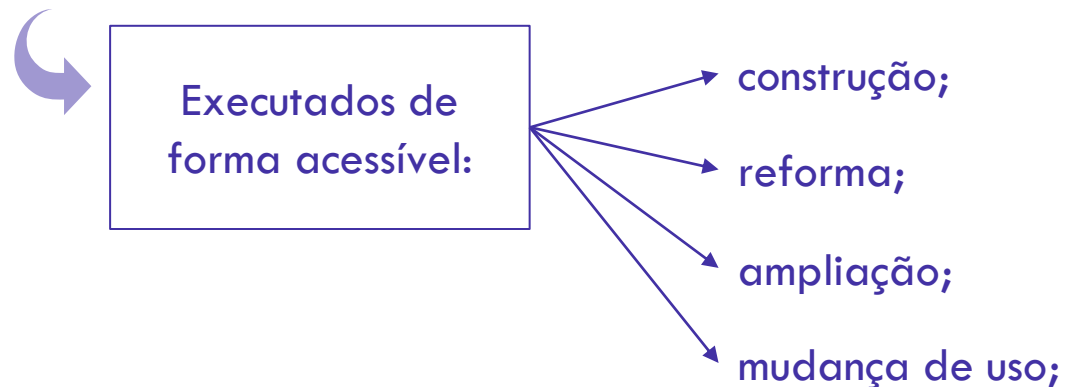 Executados de
forma acessível:
construção;
reforma;
ampliação;
mudança de uso;